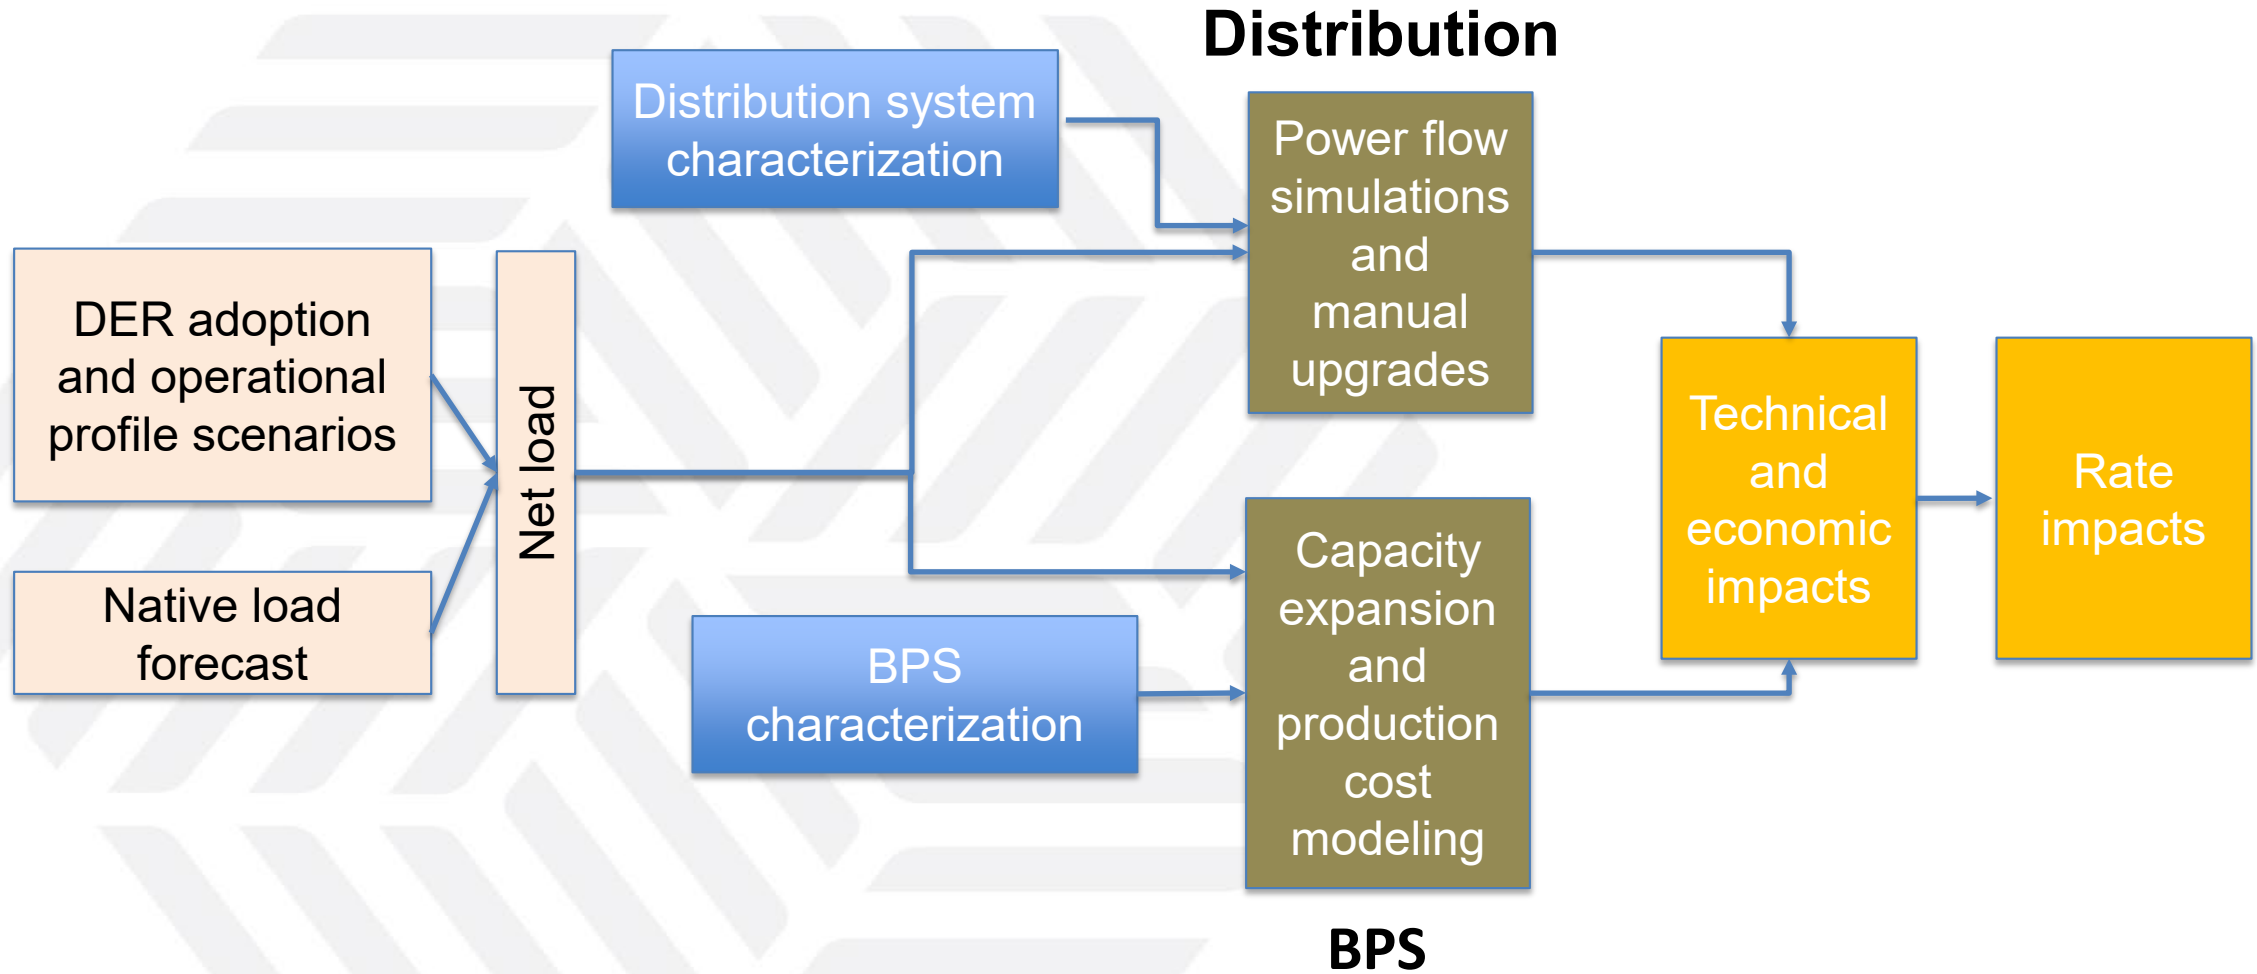 Distribution
Distribution system
characterization
Power flow
simulations
and
manual
upgrades
DER adoption
and operational
profile scenarios
Net load
Native load
forecast
BPS
characterization
Capacity
expansion
and
production
cost
modeling
BPS
Technical
and
economic
impacts
Rate
impacts